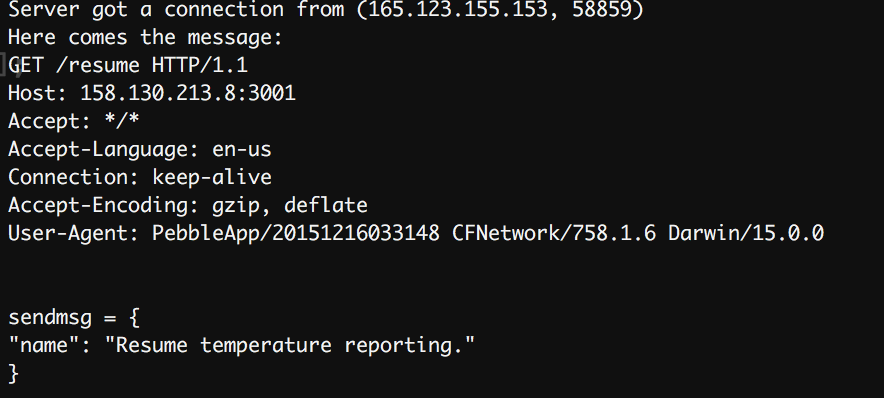 Server got a connection from (165.123.155.153, 58859)
Here comes the message:
GET /resume HTTP/1.1
Host: 158.130.213.8:3001
Accept: */*
Accept-Language: en-us
Connection: keep-alive
Accept-Encoding: gzip, deflate
User-Agent: PebbleApp/20151216033148 CFNetwork/758.1.6 Darwin/15.0.0
sendmsg = {
"name": "Resume temperature reporting."
}